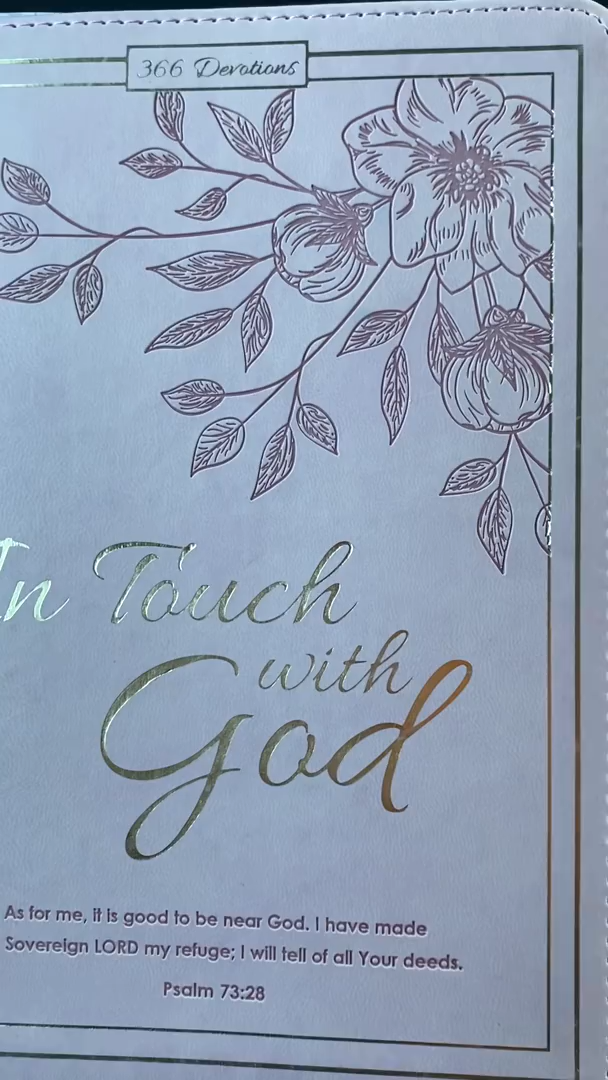 366 Devotions
In Touch
with
God
As for me, it is good to be near God. I have made
Sovereign LORD my refuge; I will tell of all Your deeds.
Psalm 73:28